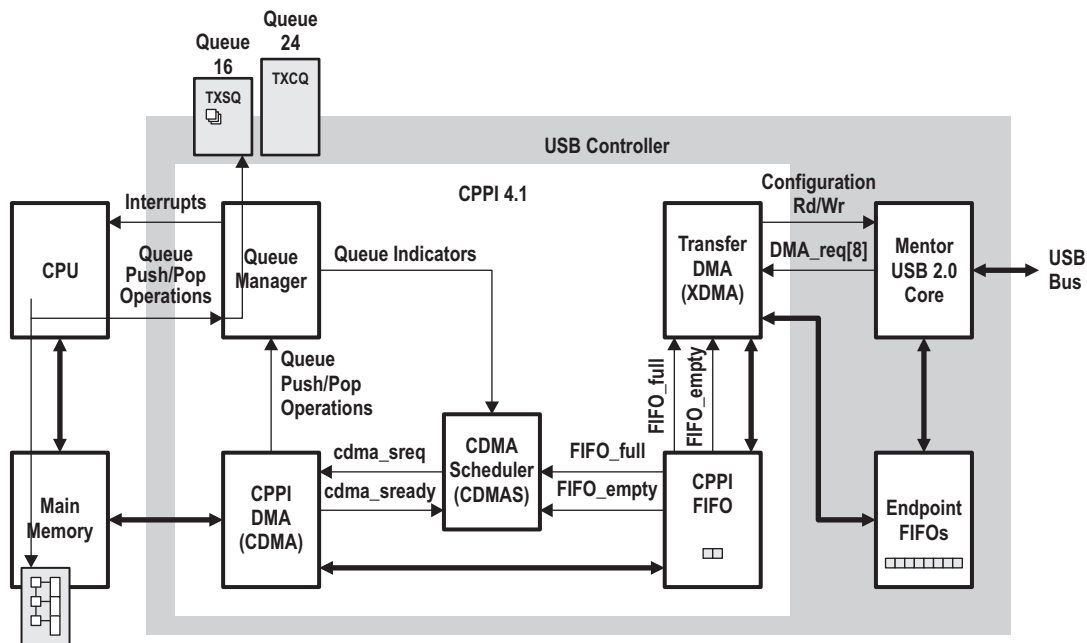 Queue
24
Queue
16
TXCQ
TXSQ
USB Controller
CPPI 4.1
Configuration
Rd/Wr
Interrupts
CPU
Queue
Push/Pop
Operations
Queue
Manager
Queue Indicators
Transfer
DMA
(XDMA)
DMA_req[8]
Mentor
USB 2.0
Core
USB
Bus
Queue
Push/Pop
Operations
FIFO_full
FIFO_empty
Main
Memory
CPPI
DMA
(CDMA)
cdma_sreq
cdma_sready
CDMA
Scheduler
(CDMAS)
FIFO_full
FIFO_empty
CPPI
FIFO
Endpoint
FIFOs